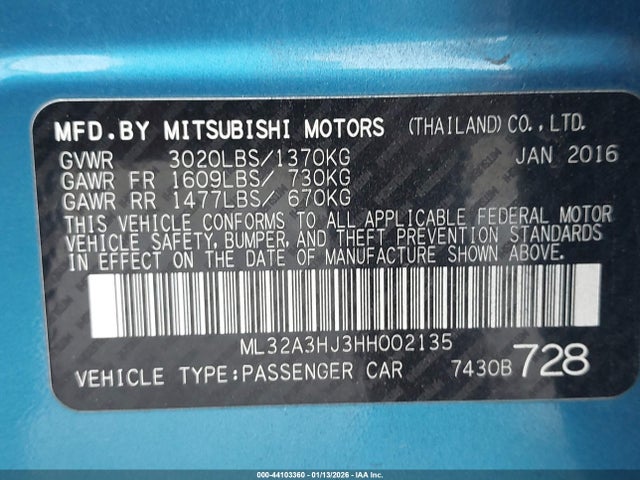 MFD.BY MITSUBISHI MOTORS (THAILAND)CO.,LTD.
GVWR 3020LBS/1370KG JAN 2016
GAWR FR 1609LBS/ 730KG
GAWR RR 1477LBS/ 670KG
THIS VEHICLE CONFORMS TO ALL APPLICABLE FEDERAL MOTOR
VEHICLE SAFETY, BUMPER, AND THEFT PREVENTION STANDARDS
IN EFFECT ON THE DATE OF MANUFACTURE SHOWN ABOVE.
ML32A3HJ3HH002135
VEHICLE TYPE:PASSENGER CAR 7430B 728
000-44103360 - 01/13/2026 - IAA Inc.